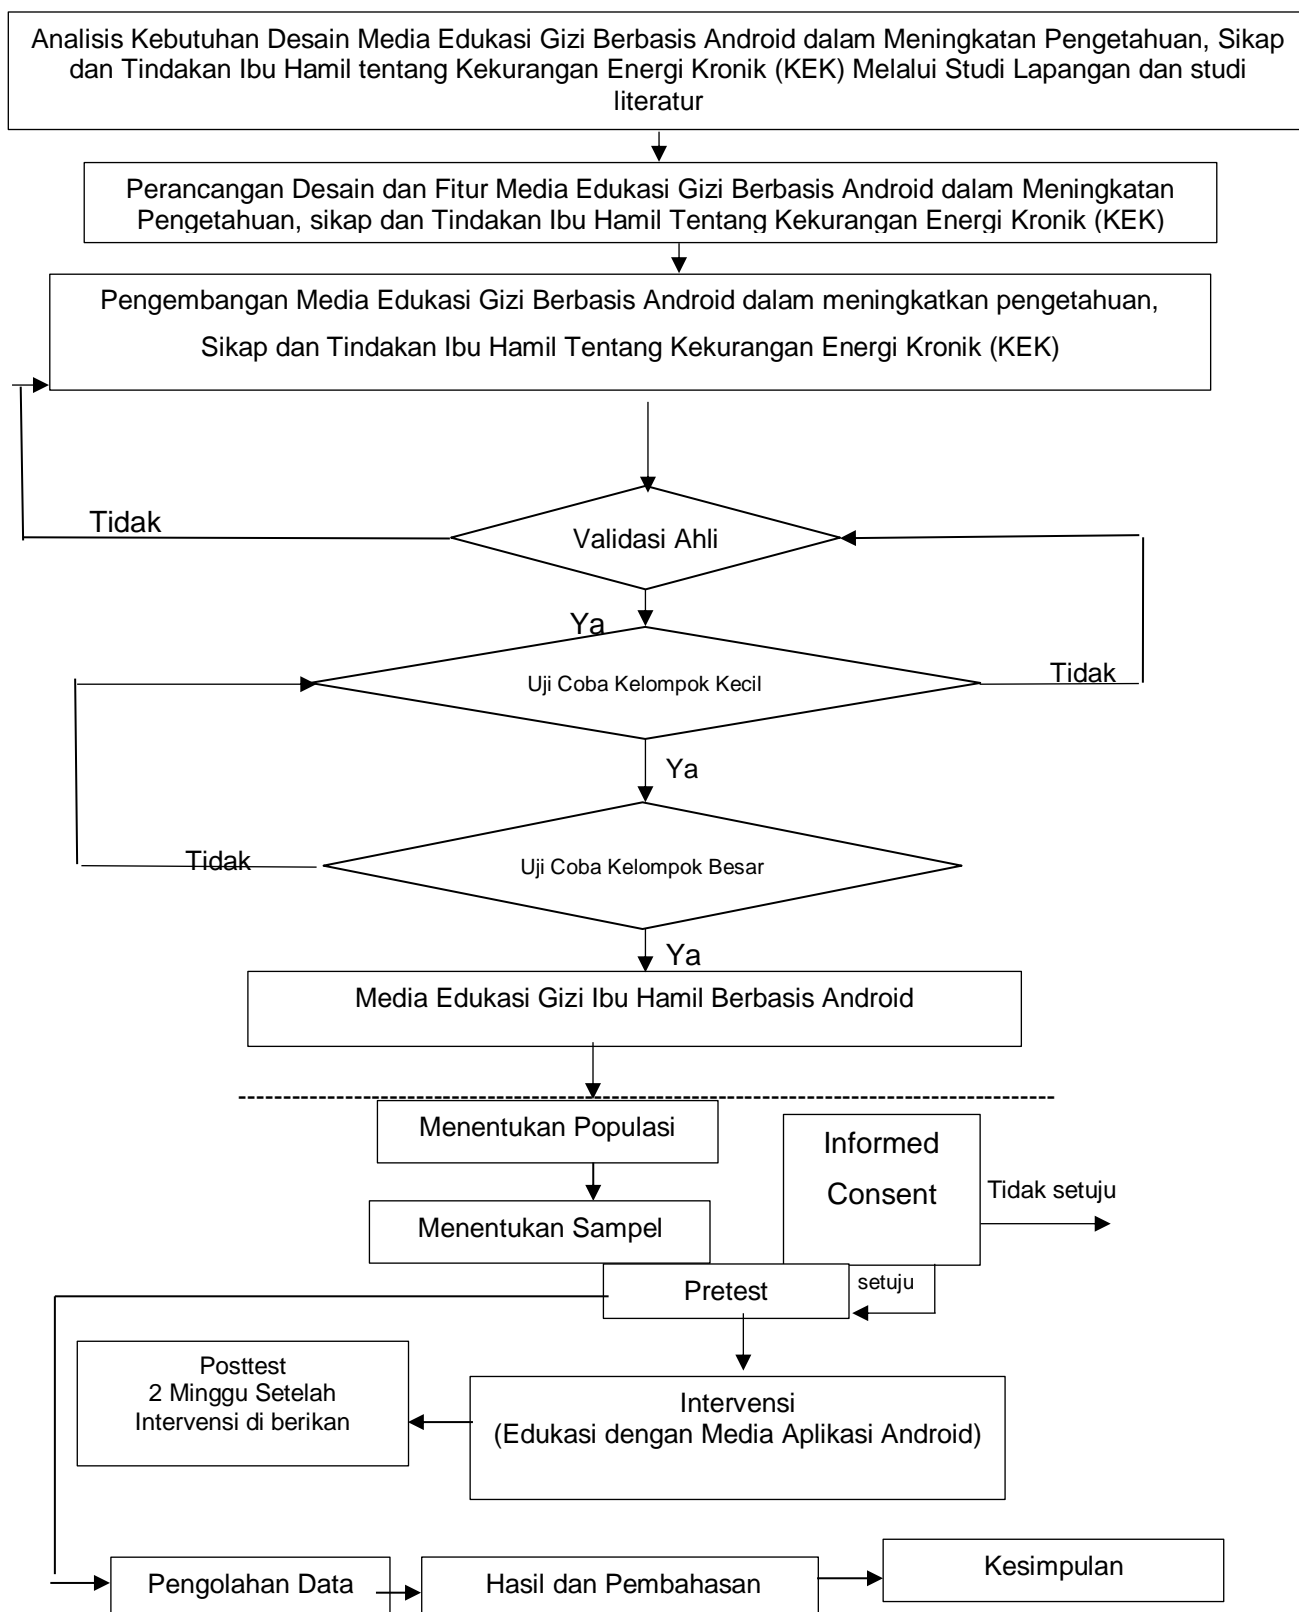 Analisis Kebutuhan Desain Media Edukasi Gizi Berbasis Android dalam Meningkatan Pengetahuan, Sikap
dan Tindakan Ibu Hamil tentang Kekurangan Energi Kronik (KEK) Melalui Studi Lapangan dan studi
literatur
Perancangan Desain dan Fitur Media Edukasi Gizi Berbasis Android dalam Meningkatan
Pengetahuan, sikap dan Tindakan Ibu Hamil Tentang Kekurangan Energi Kronik (KEK)
Pengembangan Media Edukasi Gizi Berbasis Android dalam meningkatkan pengetahuan,
Sikap dan Tindakan Ibu Hamil Tentang Kekurangan Energi Kronik (KEK)
Tidak
Validasi Ahli
Ya
Uji Coba Kelompok Kecil
Tidak
Ya
Tidak
Uji Coba Kelompok Besar
Ya
Media Edukasi Gizi Ibu Hamil Berbasis Android
Menentukan Populasi
Informed
Consent
Tidak setuju
Menentukan Sampel
Pretest
setuju
Posttest
2 Minggu Setelah
Intervensi di berikan
Intervensi
(Edukasi dengan Media Aplikasi Android)
Pengolahan Data
Hasil dan Pembahasan
Kesimpulan